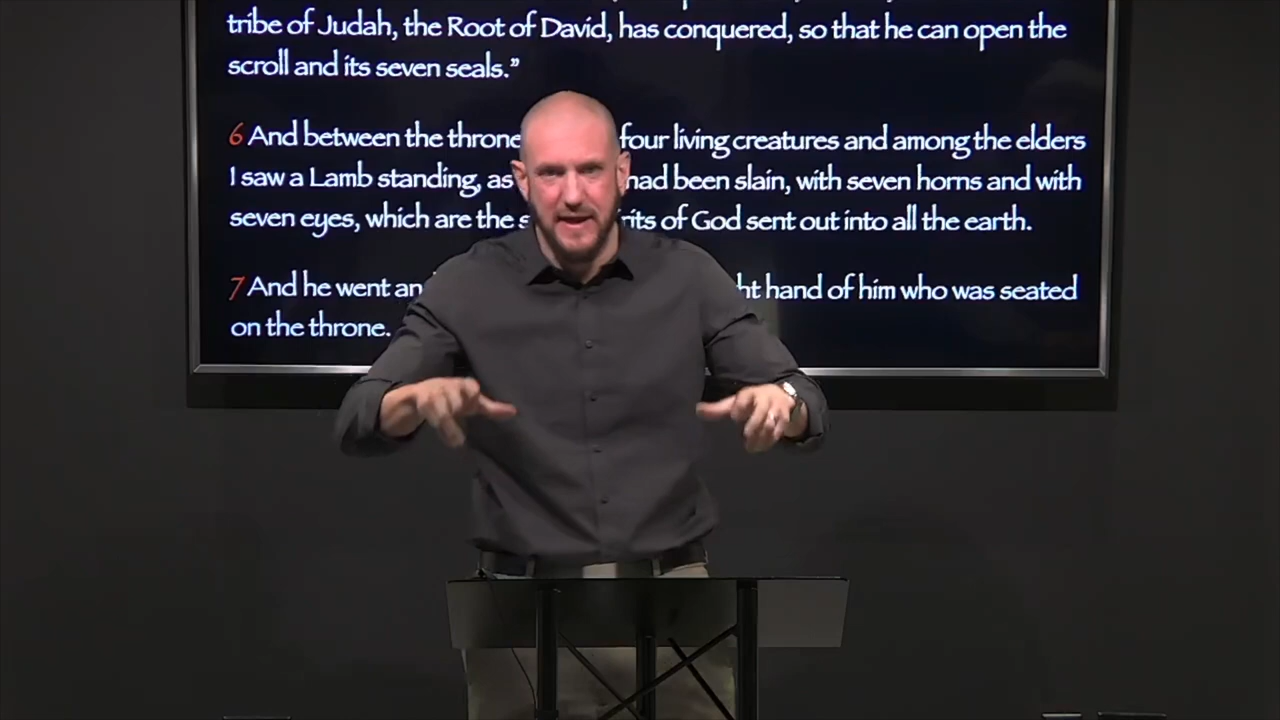 tribe of Judah, the Root of David, has conquered, so that he can open the
scroll and its seven seals.”
6 And between the throne four living creatures and among the elders
I saw a Lamb standing, as had been slain, with seven horns and with
seven eyes, which are the s rits of God sent out into all the earth.
7 And he went an ht hand of him who was seated
on the throne.